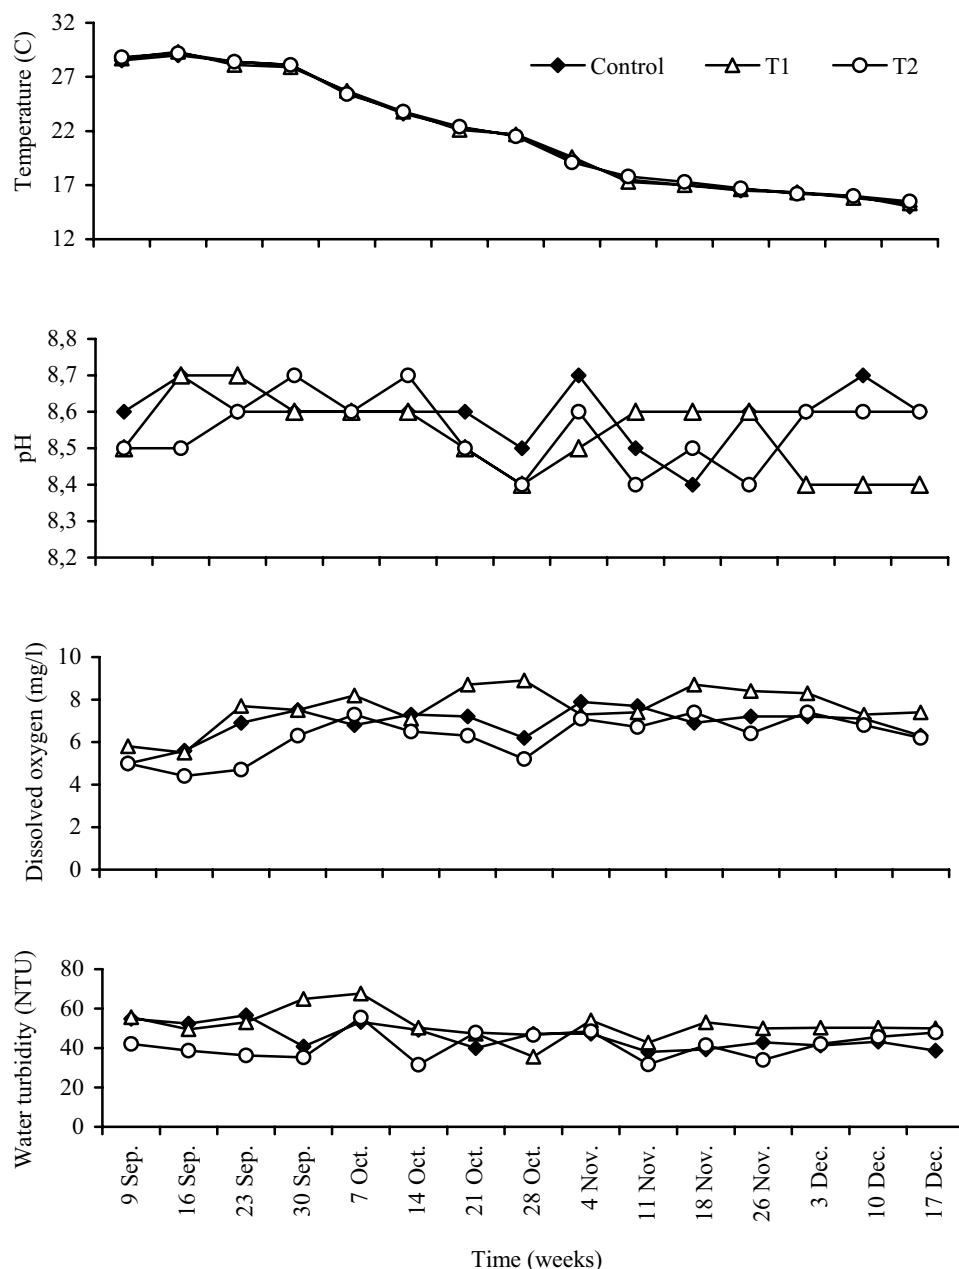 Temperature (C)
32
27
22
17
12
Control
T1
T2
pH
8,8
8,7
8,6
8,5
8,4
8,3
8,2
Dissolved oxygen (mg/l)
10
8
6
4
2
0
Water turbidity (NTU)
80
60
40
20
0
9 Sep.
16 Sep.
23 Sep.
30 Sep.
7 Oct.
14 Oct.
21 Oct.
28 Oct.
4 Nov.
11 Nov.
18 Nov.
26 Nov.
3 Dec.
10 Dec.
17 Dec.
Time (weeks)